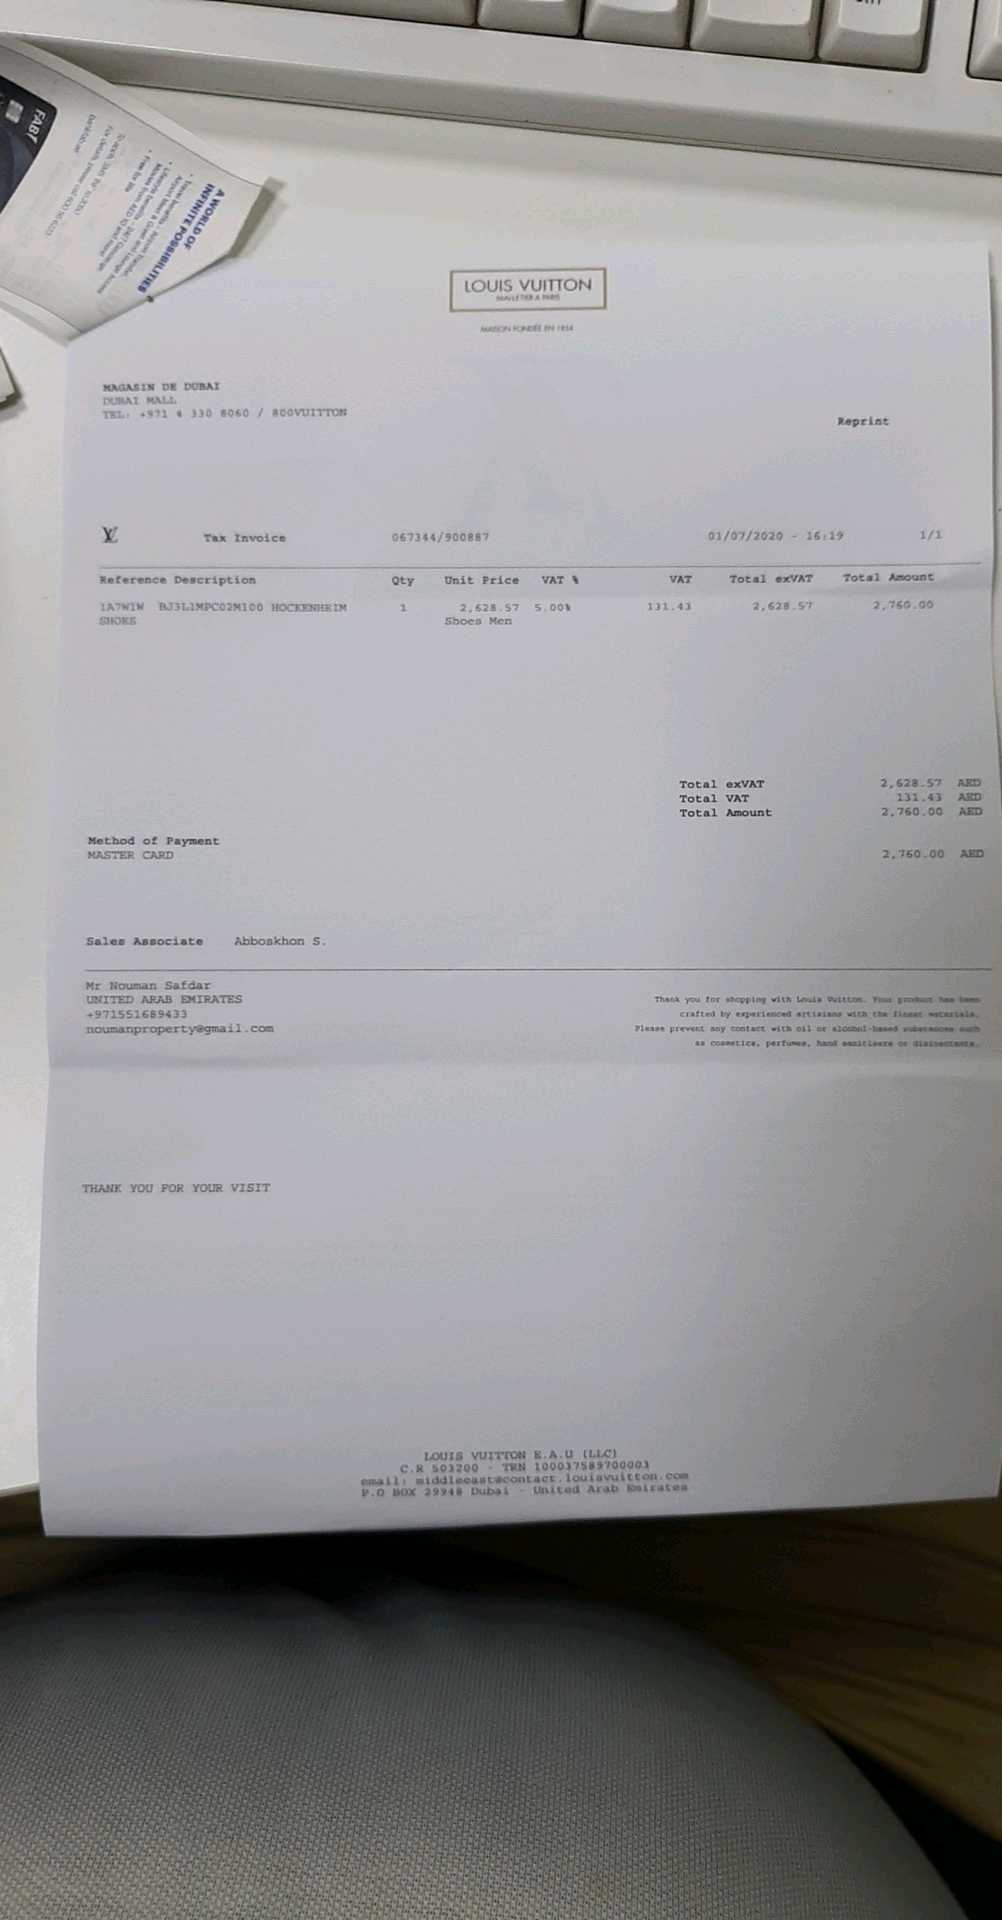 FAB
A WORLD OF
INFINITE POSSIBILITIES
LOUIS VUITTON
MALLETIER A PARIS
MAISON FONDÉE EN 1854
MAGASIN DE DUBAI
DUBAI MALL
TEL: +971 4 330 8060 / 800VUITTON
Reprint
LV Tax Invoice 067344/900887 01/07/2020 - 16:19 1/1
Reference Description Qty Unit Price VAT % VAT Total exVAT Total Amount
1A7W1W BJ3L1MPC02M100 HOCKENHEIM 1 2,628.57 5.00% 131.43 2,628.57 2,760.00
SHOES Shoes Men
Total exVAT 2,628.57 AED
Total VAT 131.43 AED
Total Amount 2,760.00 AED
Method of Payment
MASTER CARD 2,760.00 AED
Sales Associate Abboskhon S.
Mr Nouman Safdar
UNITED ARAB EMIRATES
+971551689433
noumanproperty@gmail.com
Thank you for shopping with Louis Vuitton. Your product has been
crafted by experienced artisians with the finest materials.
Please prevent any contact with oil or alcohol-based substances such
as cosmetics, perfumes, hand sanitisers or disinectants.
THANK YOU FOR YOUR VISIT
LOUIS VUITTON E.A.U (LLC)
C.R 503200 - TRN 100037589700003
email: middleeast@contact.louisvuitton.com
P.O BOX 29948 Dubai - United Arab Emirates